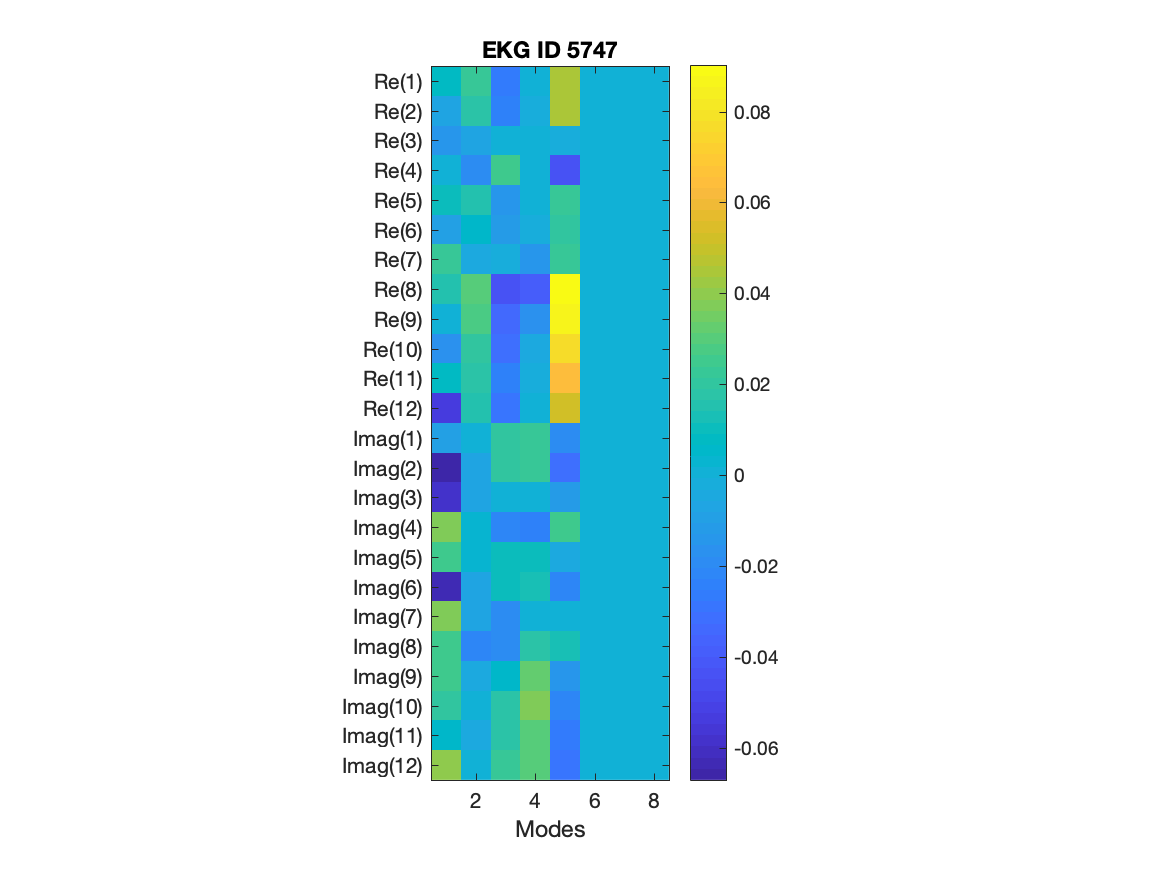 EKG ID 5747
Re(1)
Re(2)
Re(3)
Re(4)
Re(5)
Re(6)
Re(7)
Re(8)
Re(9)
Re(10)
Re(11)
Re(12)
Imag(1)
Imag(2)
Imag(3)
Imag(4)
Imag(5)
Imag(6)
Imag(7)
Imag(8)
Imag(9)
Imag(10)
Imag(11)
Imag(12)
2 4 6 8
Modes
0.08
0.06
0.04
0.02
0
-0.02
-0.04
-0.06